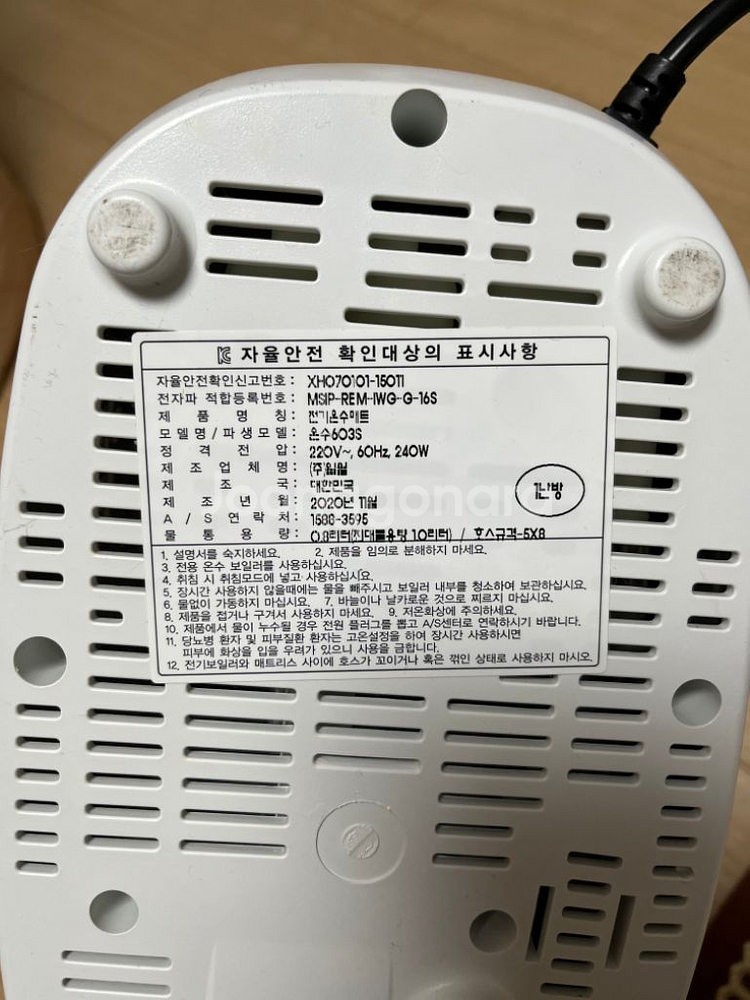 KC 자율안전 확인대상의 표시사항
자율안전확인신고번호 : XH070101-15011
전자파 적합등록번호 : MSIP-REM-IWG-G-16S
제 품 명 칭 : 전기온수매트
모델명/파생모델 : 온수603S
정 격 전 압 : 220V~, 60Hz, 240W
제 조 업 체 명 : (주)일월
제 조 국 : 대한민국
제 조 년 월 : 2020년 11월
A / S 연 락 처 : 1588-3595
물 통 용 량 : 0.8리터(최대물용량 1.0리터) / 호스규격-5X8
1난방
1. 설명서를 숙지하세요. 2. 제품을 임의로 분해하지 마세요.
3. 전용 온수 보일러를 사용하십시요.
4. 취침 시 취침모드에 넣고 사용하십시요.
5. 장시간 사용하지 않을때에는 물을 빼주시고 보일러 내부를 청소하여 보관하십시요.
6. 물없이 가동하지 마십시요. 7. 바늘이나 날카로운 것으로 찌르지 마십시요.
8. 제품을 접거나 구겨서 사용하지 마세요. 9. 저온화상에 주의하세요.
10. 제품에서 물이 누수될 경우 전원 플러그를 뽑고 A/S센터로 연락하시기 바랍니다.
11. 당뇨병 환자 및 피부질환 환자는 고온설정을 하여 장시간 사용하시면
피부에 화상을 입을 우려가 있으니 사용을 금합니다.
12. 전기보일러와 매트리스 사이에 호스가 꼬이거나 혹은 꺾인 상태로 사용하지 마시오.